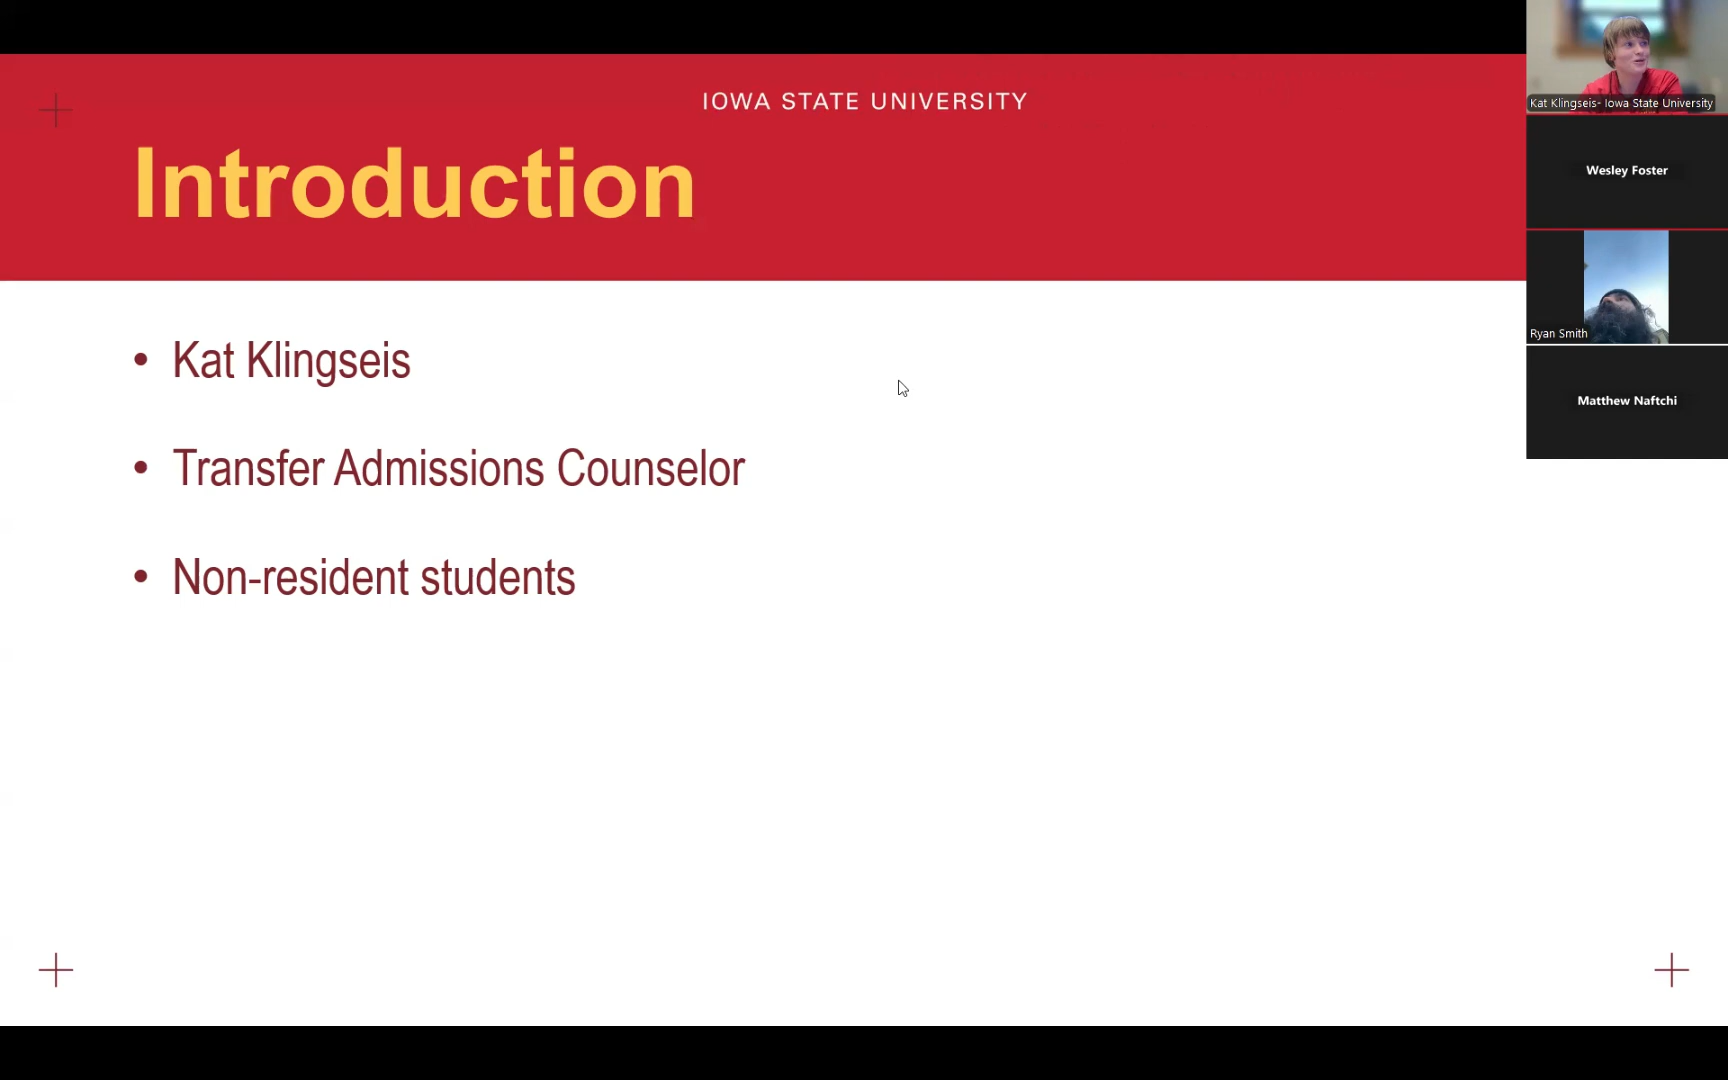 IOWA STATE UNIVERSITY
Introduction
• Kat Klingseis
• Transfer Admissions Counselor
• Non-resident students
Kat Klingseis- Iowa State University
Wesley Foster
Ryan Smith
Matthew Naftchi